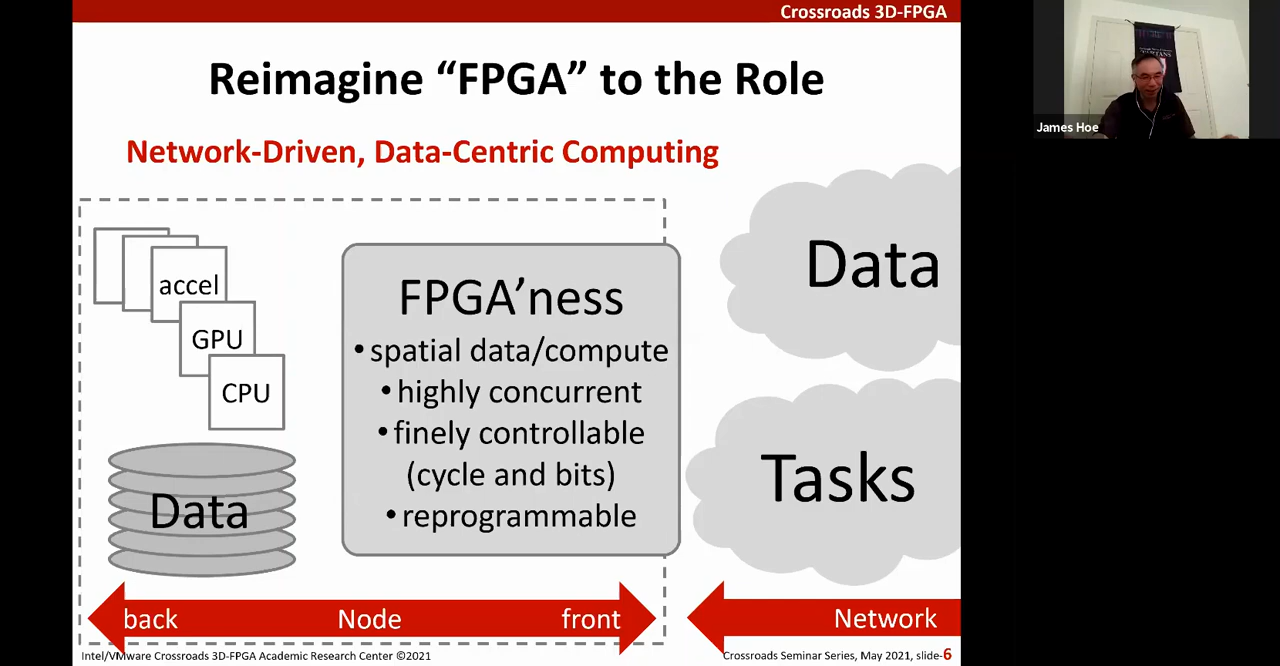 Crossroads 3D-FPGA
Reimagine “FPGA” to the Role
Network-Driven, Data-Centric Computing
accel
GPU
CPU
Data
FPGA’ness
• spatial data/compute
• highly concurrent
• finely controllable
(cycle and bits)
• reprogrammable
Data
Tasks
back
Node
front
Network
Intel/VMware Crossroads 3D-FPGA Academic Research Center ©2021
Crossroads Seminar Series, May 2021, slide-6
James Hoe